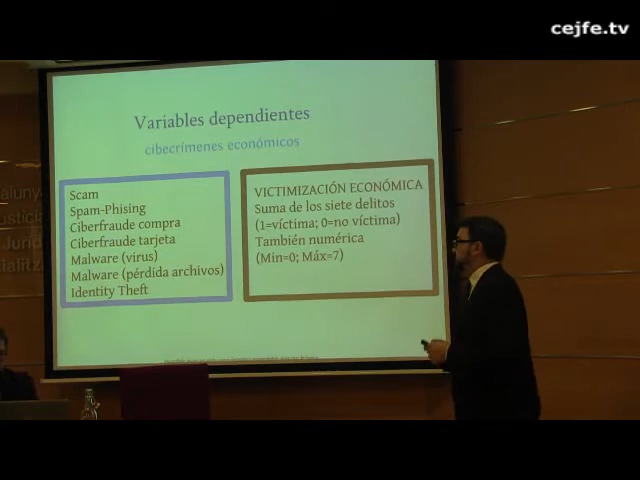 cejfe.tv
Variables dependientes
cibecrímenes económicos
Scam
Spam-Phising
Ciberfraude compra
Ciberfraude tarjeta
Malware (virus)
Malware (pérdida archivos)
Identity Theft
VICTIMIZACIÓN ECONÓMICA
Suma de los siete delitos
(1=víctima; 0=no víctima)
También numérica
(Min=0; Máx=7)